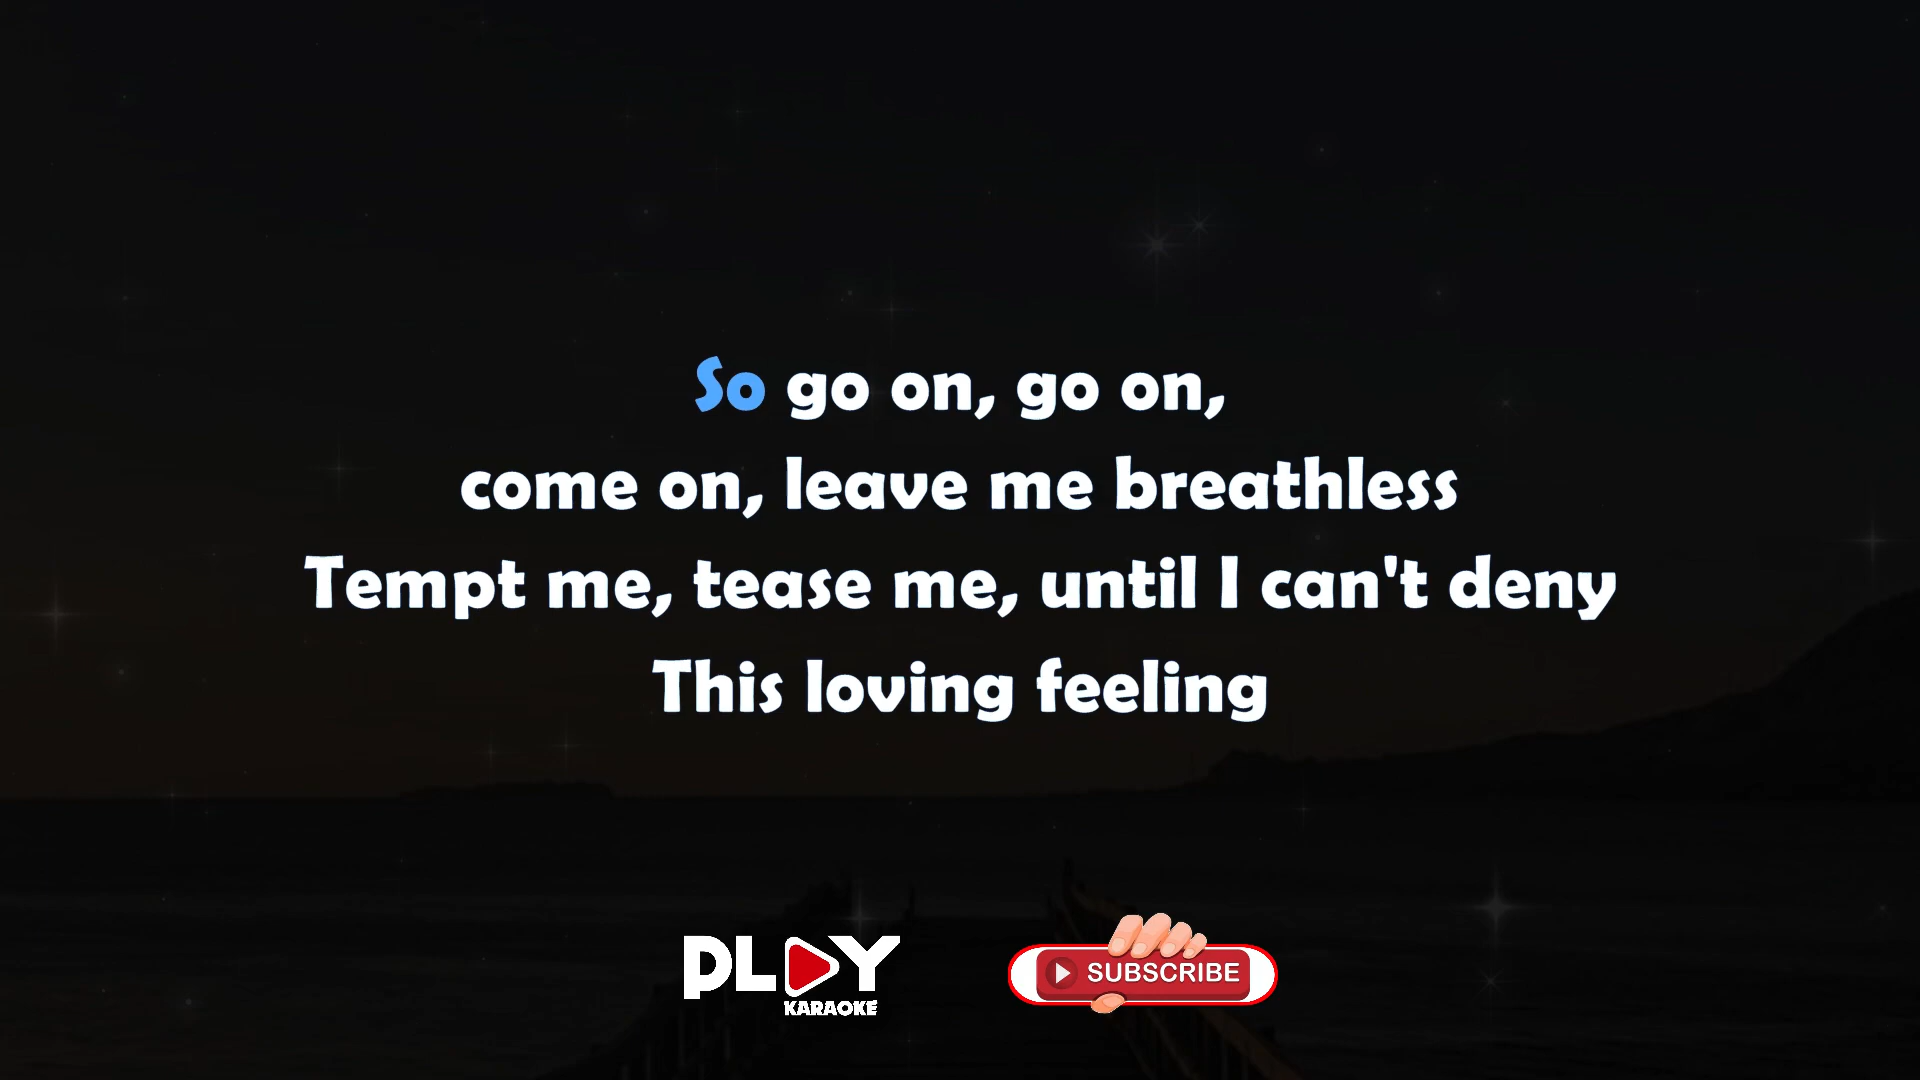 So go on, go on,
come on, leave me breathless
Tempt me, tease me, until I can't deny
This loving feeling
PLAY
KARAOKE
SUBSCRIBE